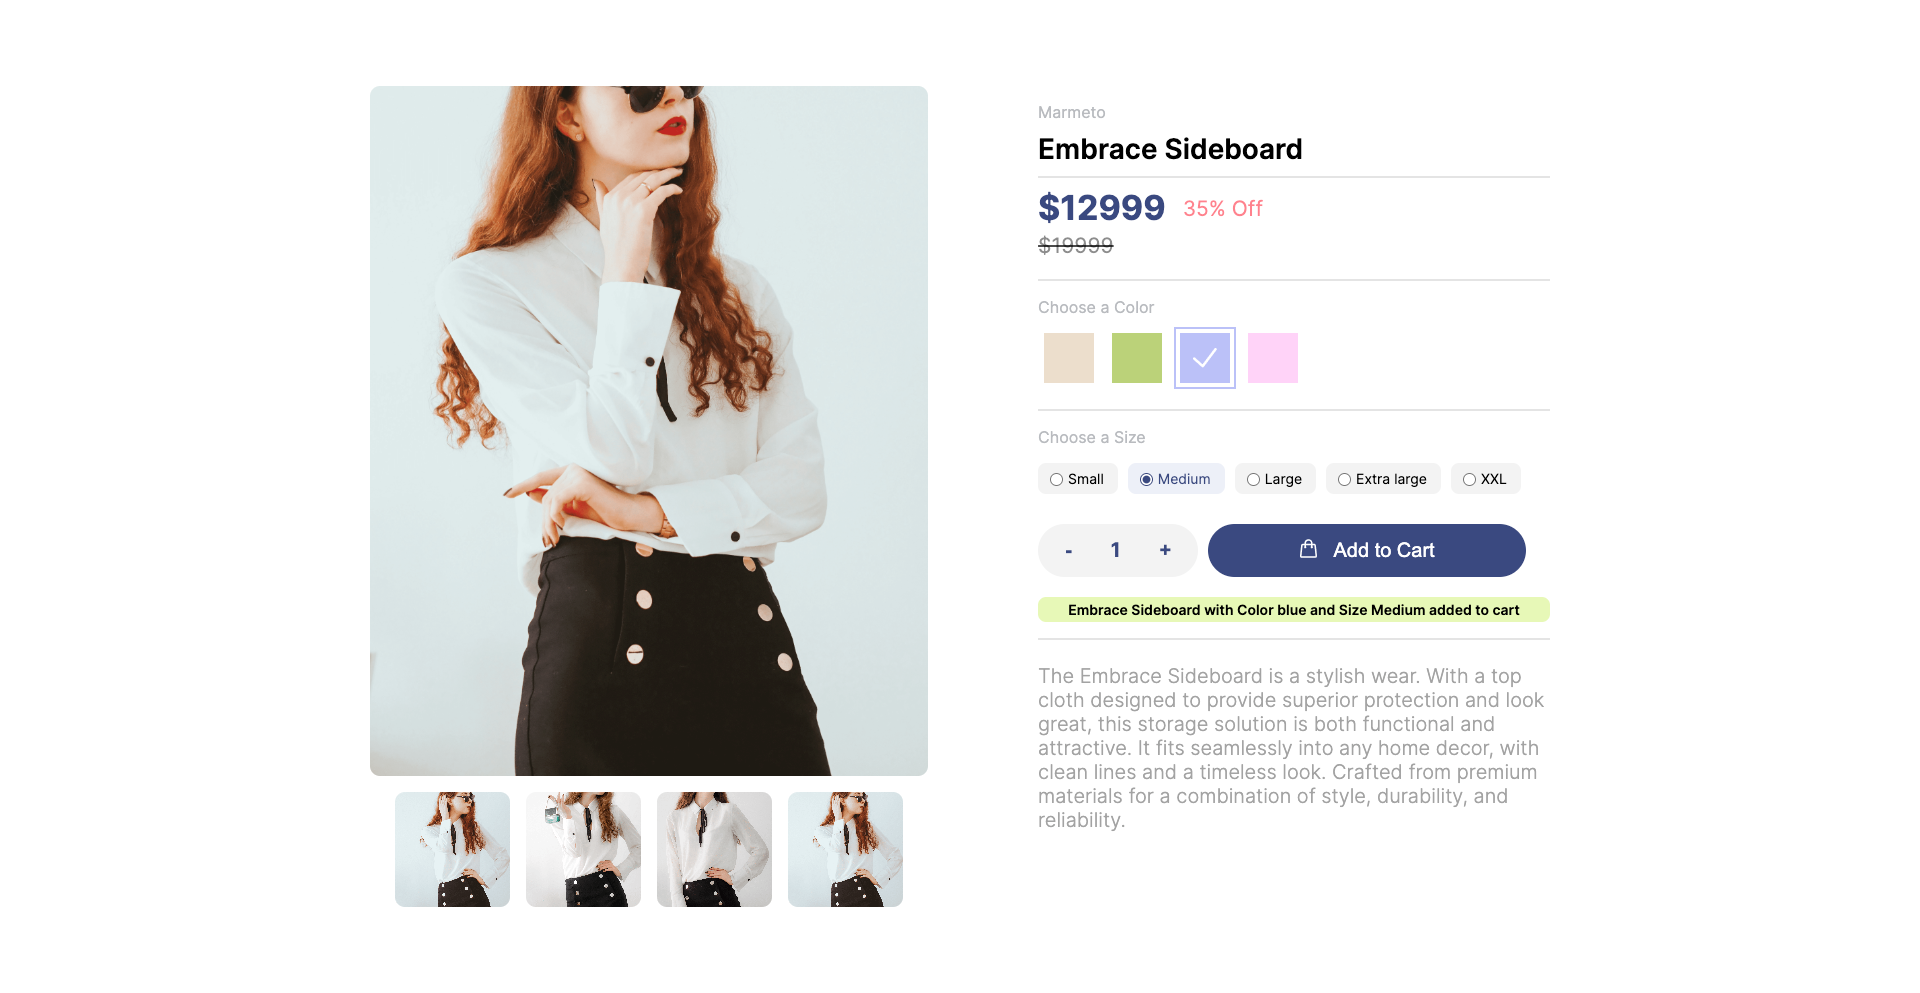 Marmeto
Embrace Sideboard
$12999 35% Off
$19999
Choose a Color
Choose a Size
Small Medium Large Extra large XXL
- 1 + Add to Cart
Embrace Sideboard with Color blue and Size Medium added to cart
The Embrace Sideboard is a stylish wear. With a top
cloth designed to provide superior protection and look
great, this storage solution is both functional and
attractive. It fits seamlessly into any home decor, with
clean lines and a timeless look. Crafted from premium
materials for a combination of style, durability, and
reliability.